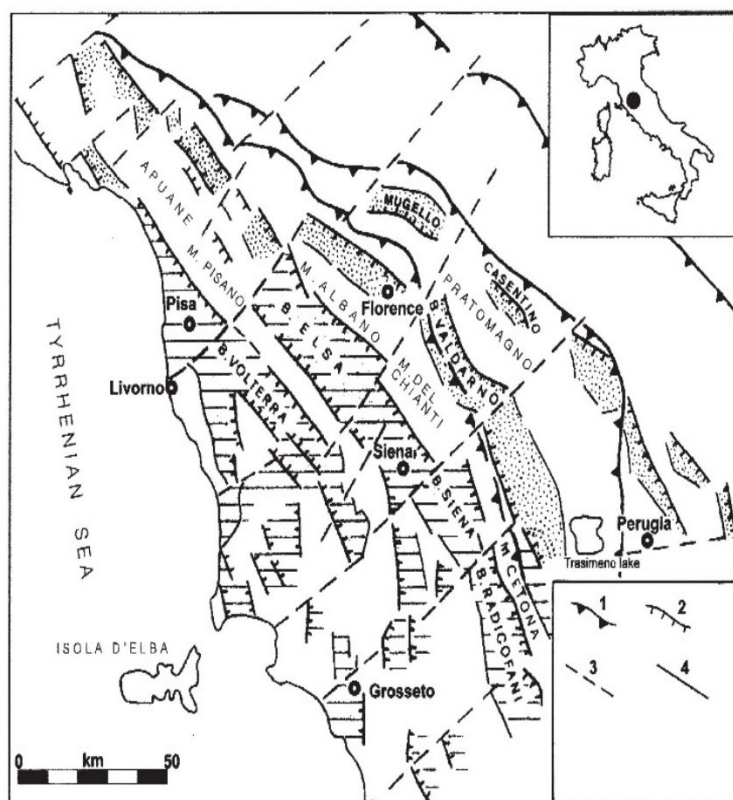 MUGELLO
APUANE
CASENTINO
M. PISANO
PRATOMAGNO
M. ALBANO
Florence
Pisa
B. ELSA
B. VALDARNO
TYRRHENIAN SEA
B. VOLTERRA
M. DEL
CHIANTI
Livorno
Siena
B. SIENA
Perugia
Trasimeno lake
M. CETONA
B. RADICOFANI
ISOLA D'ELBA
Grosseto
1
2
3
4
0
km
50